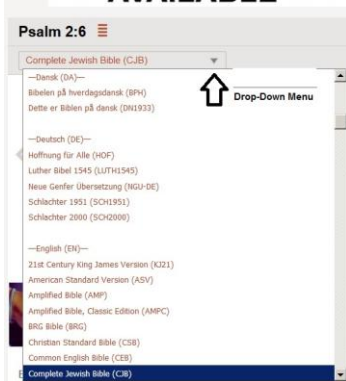 AVAILABLE
Psalm 2:6
Complete Jewish Bible (CJB)
Drop-Down Menu
—Dansk (DA)—
Bibelen på hverdagsdansk (BPH)
Dette er Biblen på dansk (DN1933)
—Deutsch (DE)—
Hoffnung für Alle (HOF)
Luther Bibel 1545 (LUTH1545)
Neue Genfer Übersetzung (NGU-DE)
Schlachter 1951 (SCH1951)
Schlachter 2000 (SCH2000)
—English (EN)—
21st Century King James Version (KJ21)
American Standard Version (ASV)
Amplified Bible (AMP)
Amplified Bible, Classic Edition (AMPC)
BRG Bible (BRG)
Christian Standard Bible (CSB)
Common English Bible (CEB)
Complete Jewish Bible (CJB)